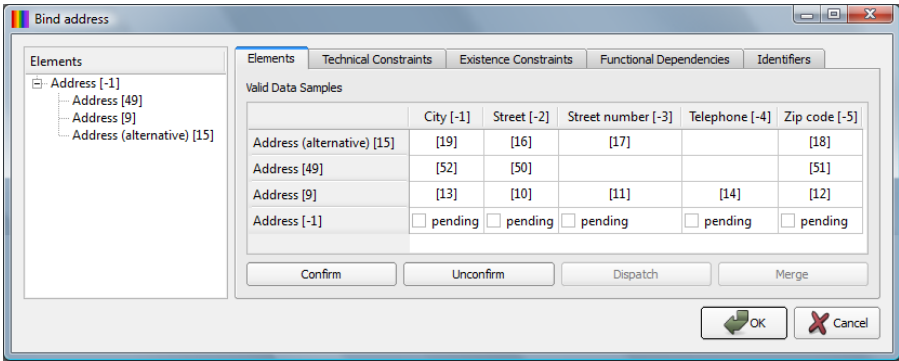 Bind address
Elements
Address [-1]
Address [49]
Address [9]
Address (alternative) [15]
Elements Technical Constraints Existence Constraints Functional Dependencies Identifiers
Valid Data Samples
City [-1] Street [-2] Street number [-3] Telephone [-4] Zip code [-5]
Address (alternative) [15] [19] [16] [17] [18]
Address [49] [52] [50] [51]
Address [9] [13] [10] [11] [14] [12]
Address [-1] pending pending pending pending pending
Confirm Unconfirm Dispatch Merge
OK Cancel